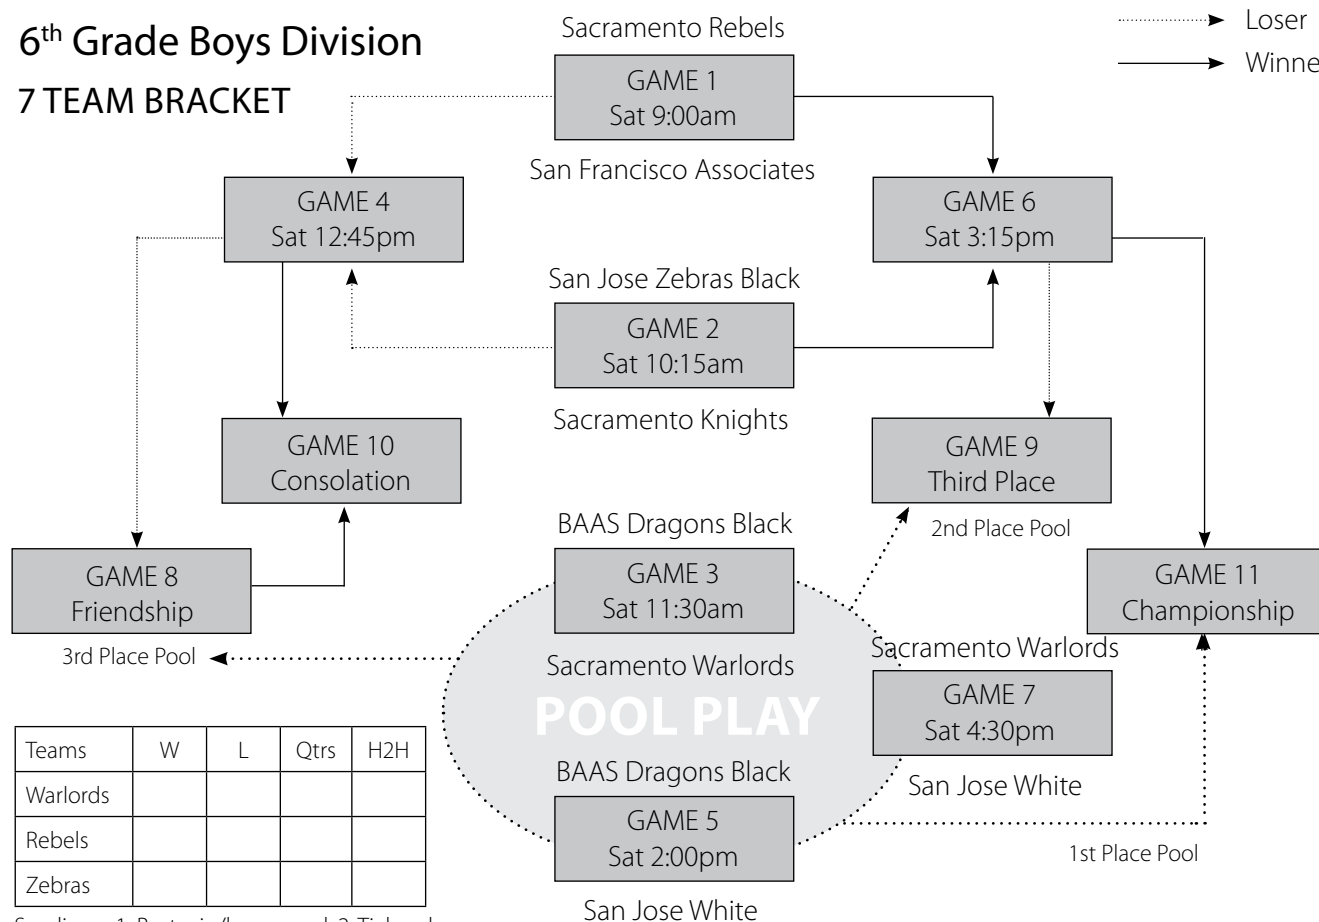 6th Grade Boys Division
7 TEAM BRACKET
Loser
Winne
Sacramento Rebels
GAME 1
Sat 9:00am
San Francisco Associates
GAME 4
Sat 12:45pm
GAME 6
Sat 3:15pm
San Jose Zebras Black
GAME 2
Sat 10:15am
Sacramento Knights
GAME 10
Consolation
GAME 9
Third Place
2nd Place Pool
BAAS Dragons Black
GAME 3
Sat 11:30am
Sacramento Warlords
GAME 8
Friendship
3rd Place Pool
GAME 11
Championship
Sacramento Warlords
GAME 7
Sat 4:30pm
San Jose White
POOL PLAY
BAAS Dragons Black
GAME 5
Sat 2:00pm
San Jose White
1st Place Pool
Teams W L Qtrs H2H
Warlords
Rebels
Zebras